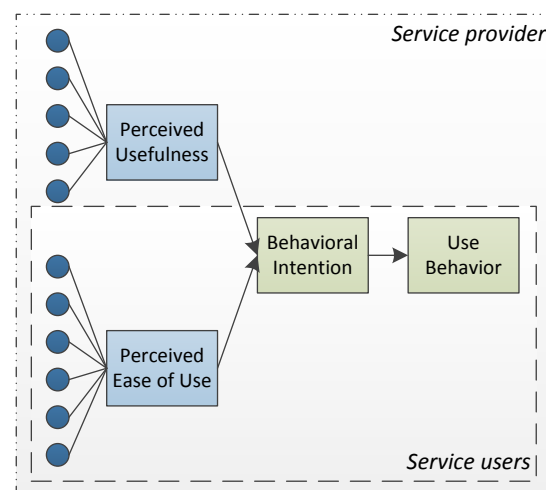 Service provider
Perceived
Usefulness
Behavioral
Intention
Use
Behavior
Perceived
Ease of Use
Service users